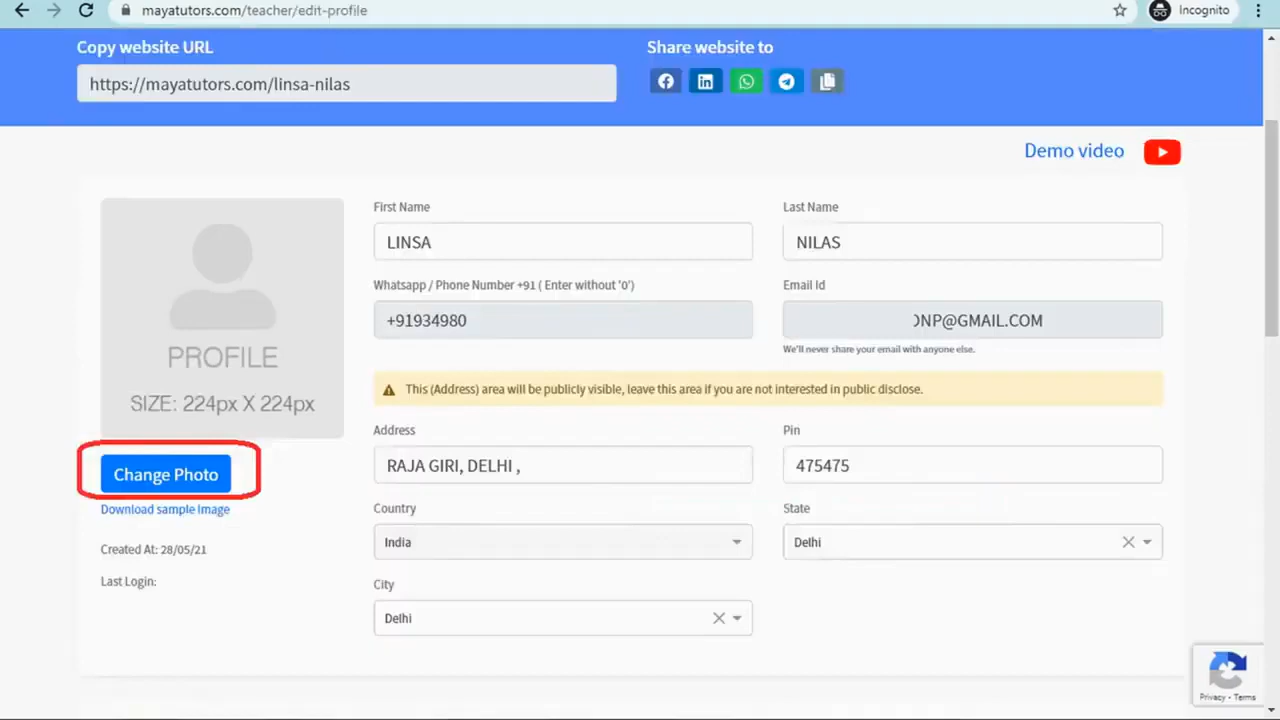 mayatutors.com/teacher/edit-profile
Incognito
Copy website URL
Share website to
https://mayatutors.com/linsa-nilas
Demo video
PROFILE
SIZE: 224px X 224px
Change Photo
Download sample Image
Created At: 28/05/21
Last Login:
First Name
Last Name
LINSA
NILAS
Whatsapp / Phone Number +91 ( Enter without '0')
Email Id
+91934980
NP@GMAIL.COM
We'll never share your email with anyone else.
This (Address) area will be publicly visible, leave this area if you are not interested in public disclose.
Address
Pin
RAJA GIRI, DELHI ,
475475
Country
State
India
Delhi
City
Delhi
Privacy - Terms